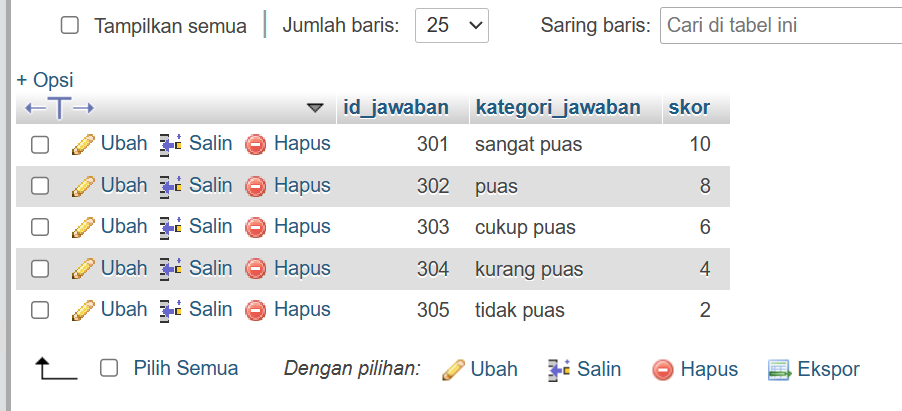 Tampilkan semua Jumlah baris: 25 Saring baris: Cari di tabel ini
+ Opsi
←T→ id_jawaban kategori_jawaban skor
Ubah Salin Hapus 301 sangat puas 10
Ubah Salin Hapus 302 puas 8
Ubah Salin Hapus 303 cukup puas 6
Ubah Salin Hapus 304 kurang puas 4
Ubah Salin Hapus 305 tidak puas 2
Pilih Semua Dengan pilihan: Ubah Salin Hapus Ekspor